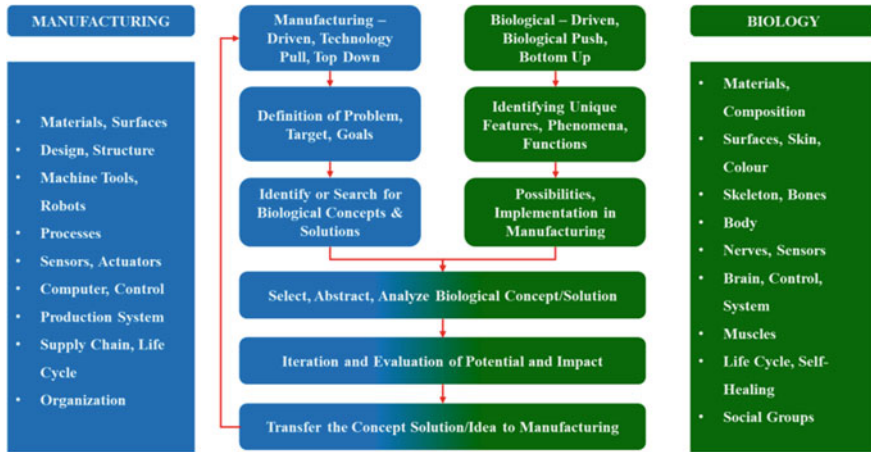 MANUFACTURING
• Materials, Surfaces
• Design, Structure
• Machine Tools,
Robots
• Processes
• Sensors, Actuators
• Computer, Control
• Production System
• Supply Chain, Life
Cycle
• Organization
Manufacturing –
Driven, Technology
Pull, Top Down
Definition of Problem,
Target, Goals
Identify or Search for
Biological Concepts &
Solutions
Biological – Driven,
Biological Push,
Bottom Up
Identifying Unique
Features, Phenomena,
Functions
Possibilities,
Implementation in
Manufacturing
Select, Abstract, Analyze Biological Concept/Solution
Iteration and Evaluation of Potential and Impact
Transfer the Concept Solution/Idea to Manufacturing
BIOLOGY
• Materials,
Composition
• Surfaces, Skin,
Colour
• Skeleton, Bones
• Body
• Nerves, Sensors
• Brain, Control,
System
• Muscles
• Life Cycle, Self-
Healing
• Social Groups